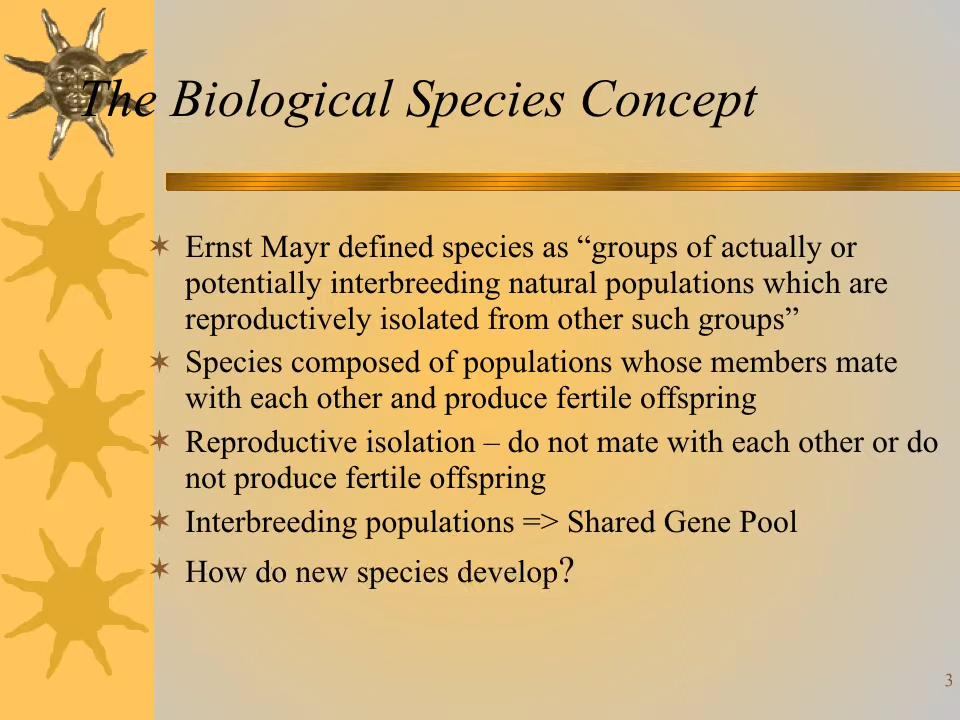 The Biological Species Concept
Ernst Mayr defined species as “groups of actually or
potentially interbreeding natural populations which are
reproductively isolated from other such groups”
Species composed of populations whose members mate
with each other and produce fertile offspring
Reproductive isolation – do not mate with each other or do
not produce fertile offspring
Interbreeding populations => Shared Gene Pool
How do new species develop?
3